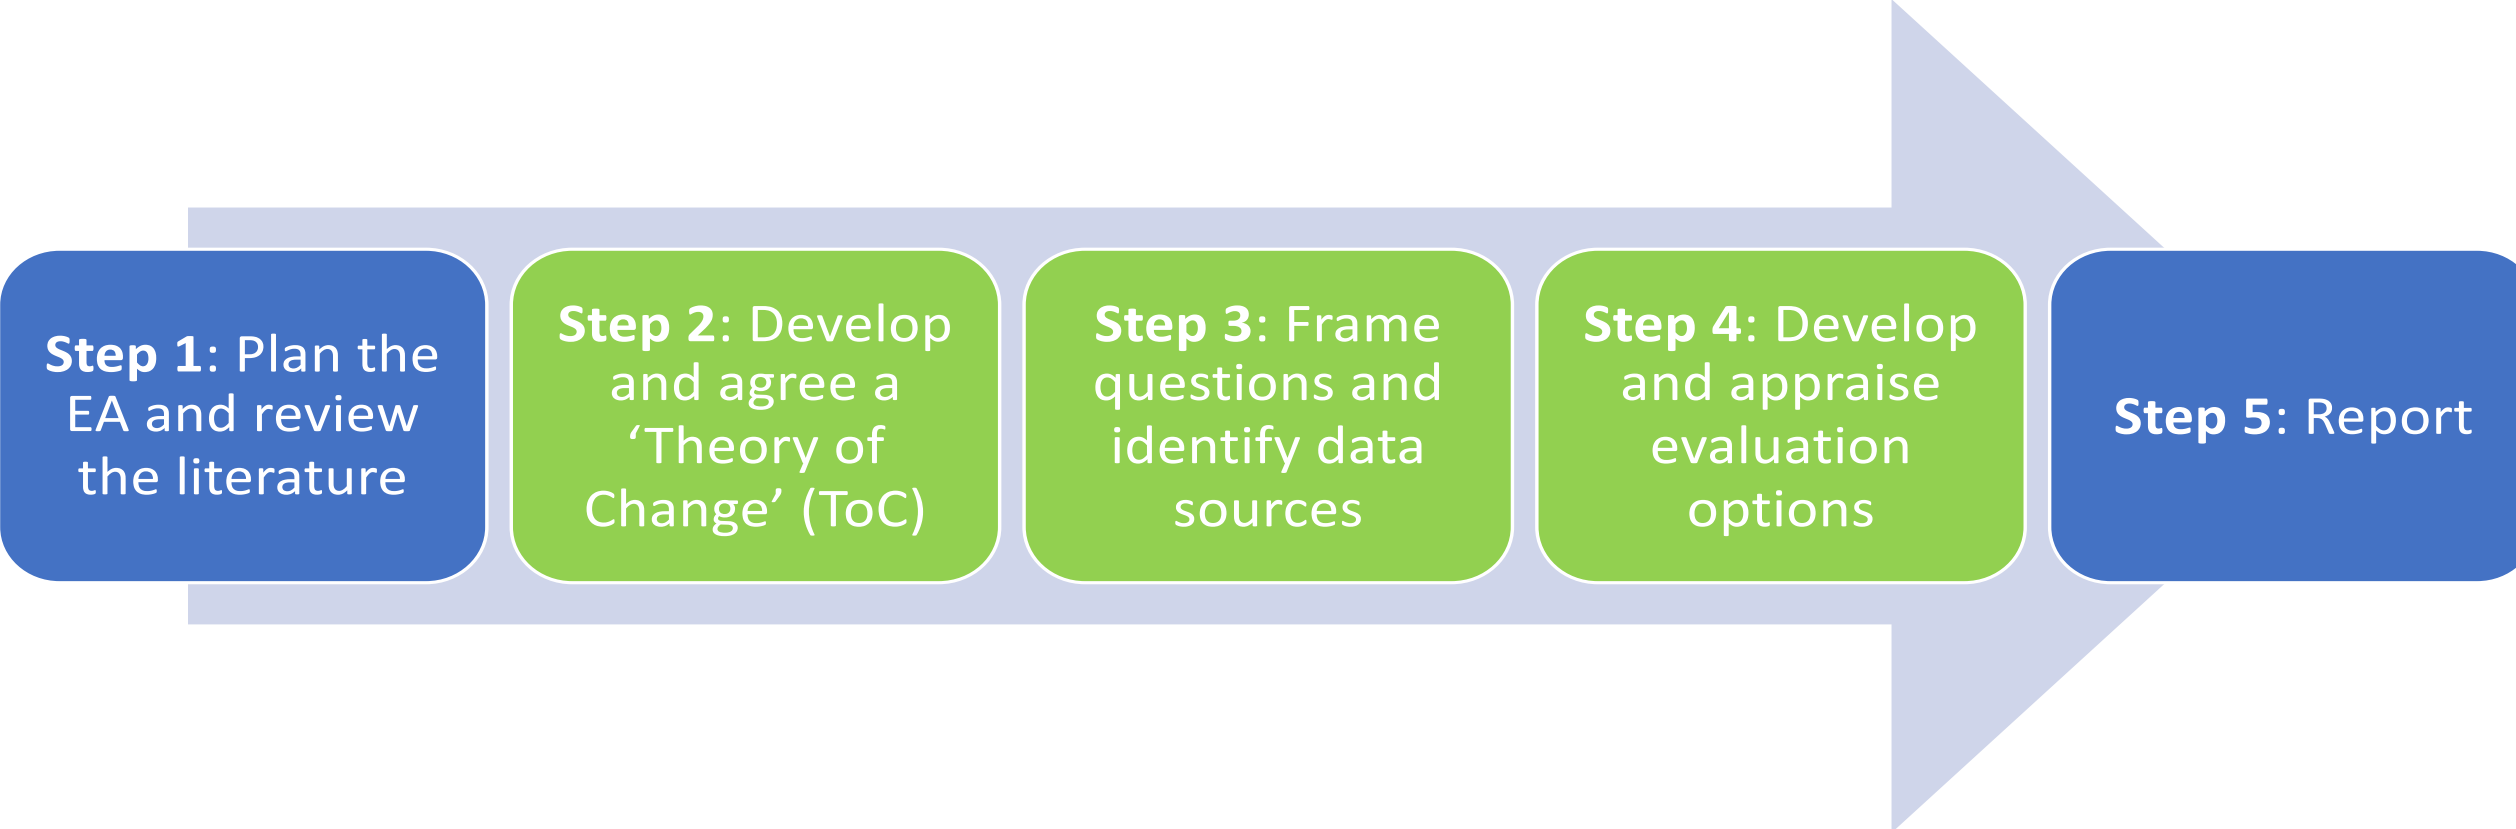 Step 1: Plan the
EA and review
the literature
Step 2: Develop
and agree a
‘Theory of
Change’ (ToC)
Step 3: Frame
questions and
identify data
sources
Step 4: Develop
and appraise
evaluation
options
Step 5: Report